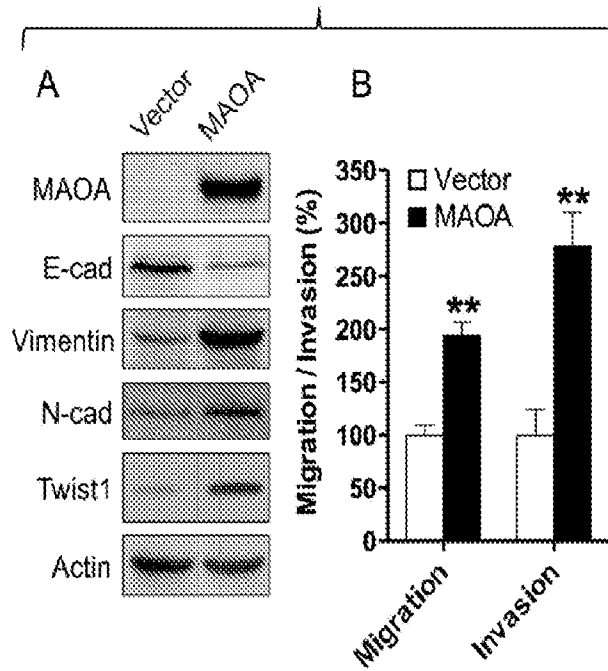 A
Vector
MAOA
MAOA
E-cad
Vimentin
N-cad
Twist1
Actin
B
Migration / Invasion (%)
350
300
250
200
150
100
50
0
Vector
MAOA
**
**
Migration
Invasion